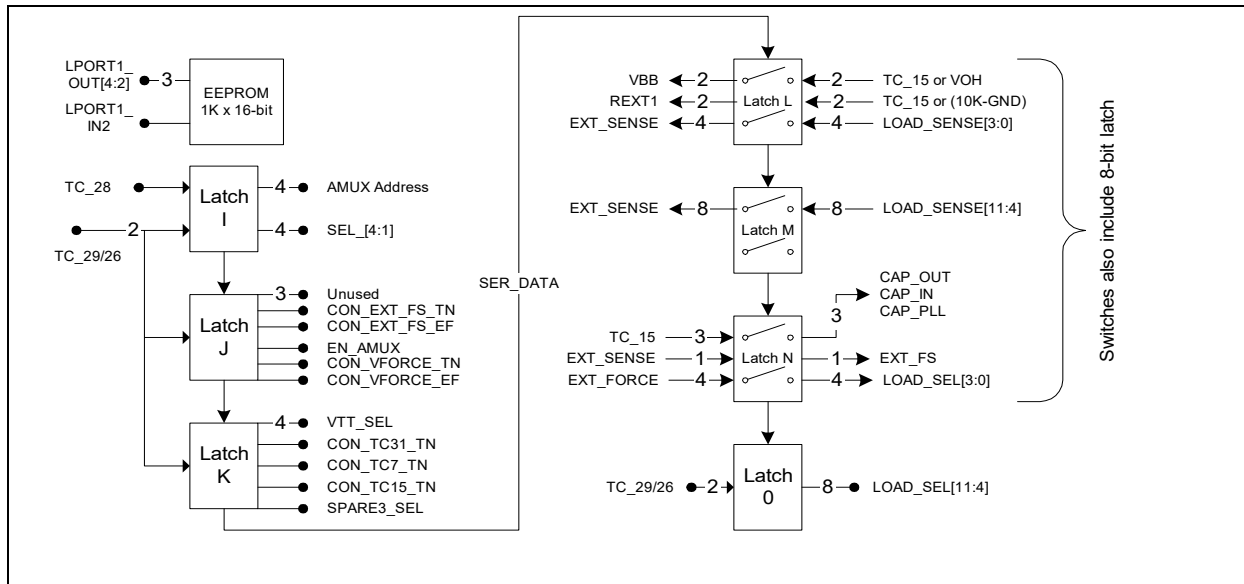 LPORT1_
OUT[4:2]
3
LPORT1_
IN2
EEPROM
1K x 16-bit
TC_28
2
TC_29/26
Latch
I
4
AMUX Address
4
SEL_[4:1]
Latch
J
3
Unused
CON_EXT_FS_TN
CON_EXT_FS_EF
EN_AMUX
CON_VFORCE_TN
CON_VFORCE_EF
Latch
K
4
VTT_SEL
CON_TC31_TN
CON_TC7_TN
CON_TC15_TN
SPARE3_SEL
SER_DATA
VBB 2 2 TC_15 or VOH
REXT1 2 Latch L 2 TC_15 or (10K-GND)
EXT_SENSE 4 4 LOAD_SENSE[3:0]
EXT_SENSE 8 8 LOAD_SENSE[11:4]
Latch M
CAP_OUT
CAP_IN
CAP_PLL
3
TC_15 3
EXT_SENSE 1 Latch N 1 EXT_FS
EXT_FORCE 4 4 LOAD_SEL[3:0]
TC_29/26 2
Latch
0
8 LOAD_SEL[11:4]
Switches also include 8-bit latch